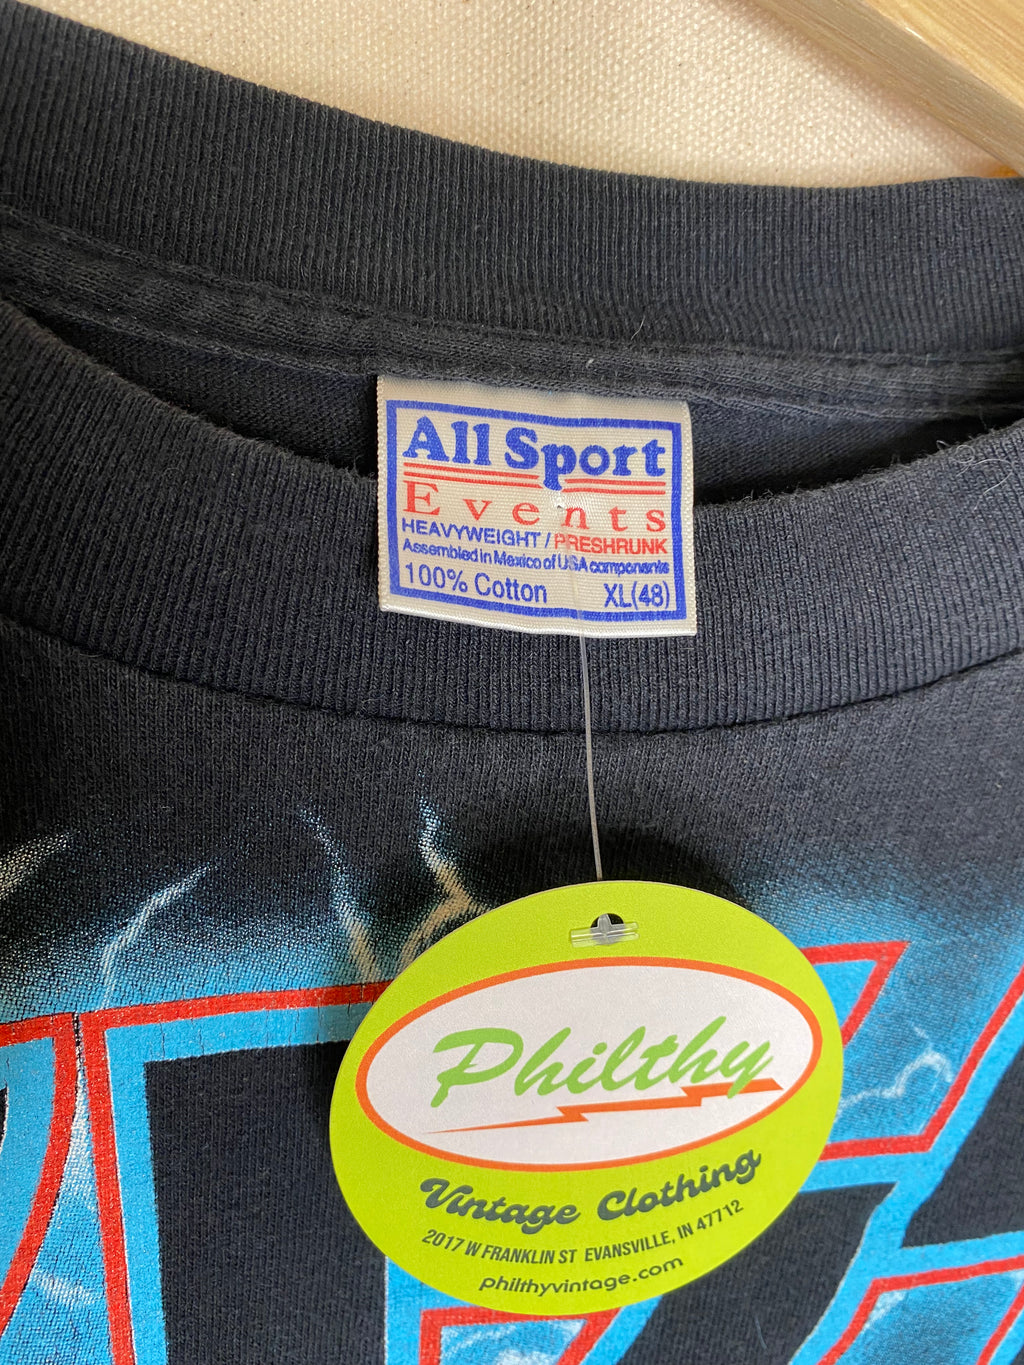 All Sport
Events
HEAVYWEIGHT / PRESHRUNK
Assembled in Mexico of USA components
100% Cotton XL(48)
Philthy
Vintage Clothing
2017 W FRANKLIN ST EVANSVILLE, IN 47712
philthyvintage.com